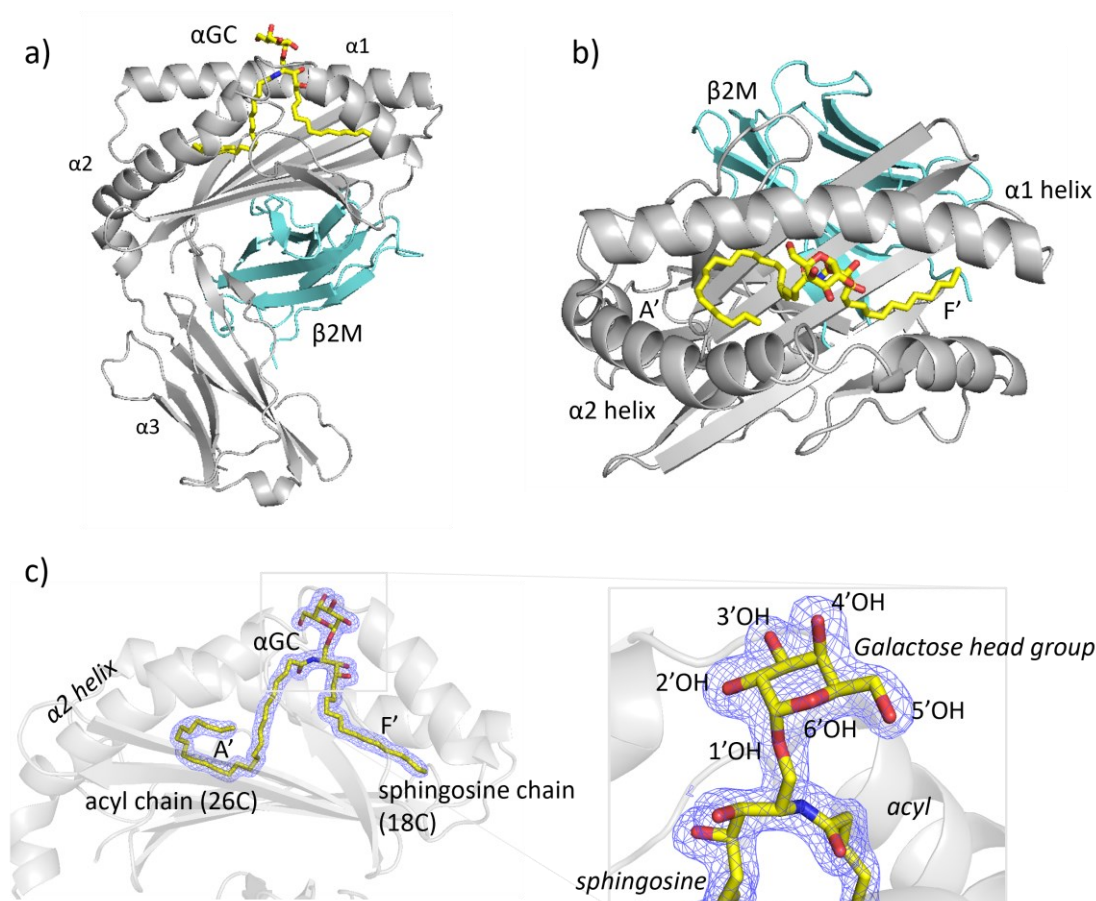 a)
αGC
α1
α2
β2M
α3
b)
β2M
α1 helix
A’
F’
α2 helix
c)
αGC
α2 helix
A’
F’
acyl chain (26C)
sphingosine chain
(18C)
3’OH
4’OH
Galactose head group
2’OH
5’OH
6’OH
1’OH
acyl
sphingosine